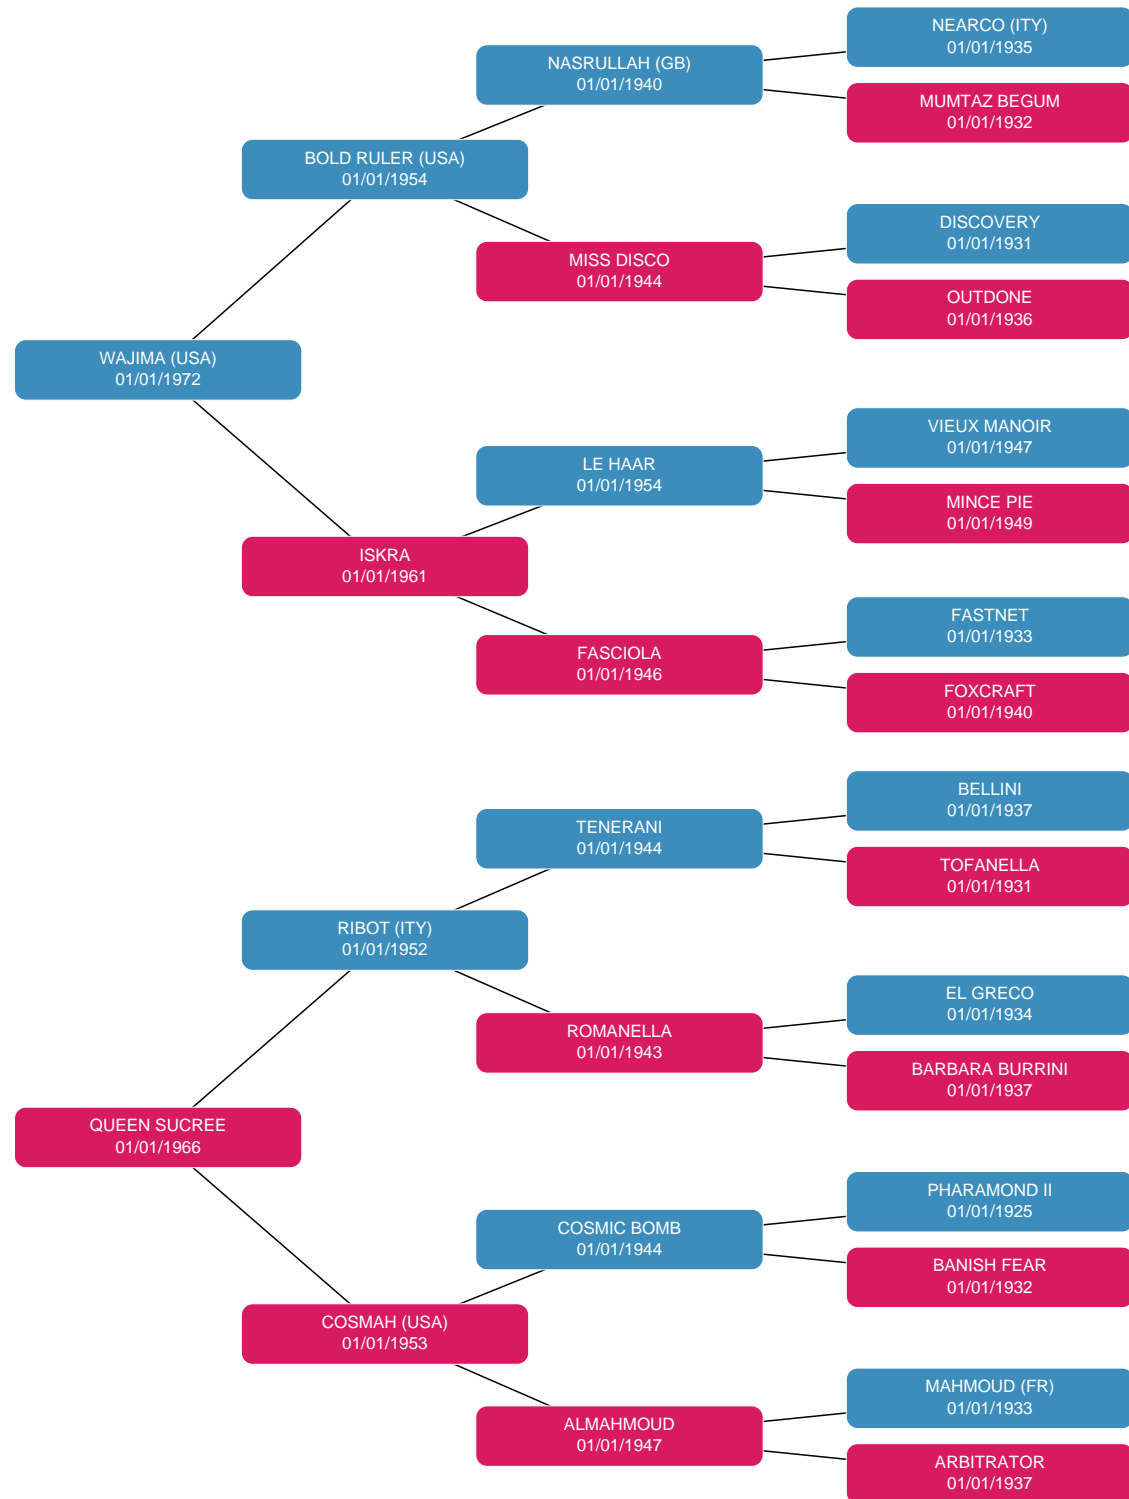 NEARCO (ITY)
01/01/1935
NASRULLAH (GB)
01/01/1940
MUMTAZ BEGUM
01/01/1932
BOLD RULER (USA)
01/01/1954
DISCOVERY
01/01/1931
MISS DISCO
01/01/1944
OUTDONE
01/01/1936
WAJIMA (USA)
01/01/1972
VIEUX MANOIR
01/01/1947
LE HAAR
01/01/1954
MINCE PIE
01/01/1949
ISKRA
01/01/1961
FASTNET
01/01/1933
FASCIOLA
01/01/1946
FOXCRAFT
01/01/1940
BELLINI
01/01/1937
TENERANI
01/01/1944
TOFANELLA
01/01/1931
RIBOT (ITY)
01/01/1952
EL GRECO
01/01/1934
ROMANELLA
01/01/1943
BARBARA BURRINI
01/01/1937
QUEEN SUCREE
01/01/1966
PHARAMOND II
01/01/1925
COSMIC BOMB
01/01/1944
BANISH FEAR
01/01/1932
COSMAH (USA)
01/01/1953
MAHMOUD (FR)
01/01/1933
ALMAHMOUD
01/01/1947
ARBITRATOR
01/01/1937